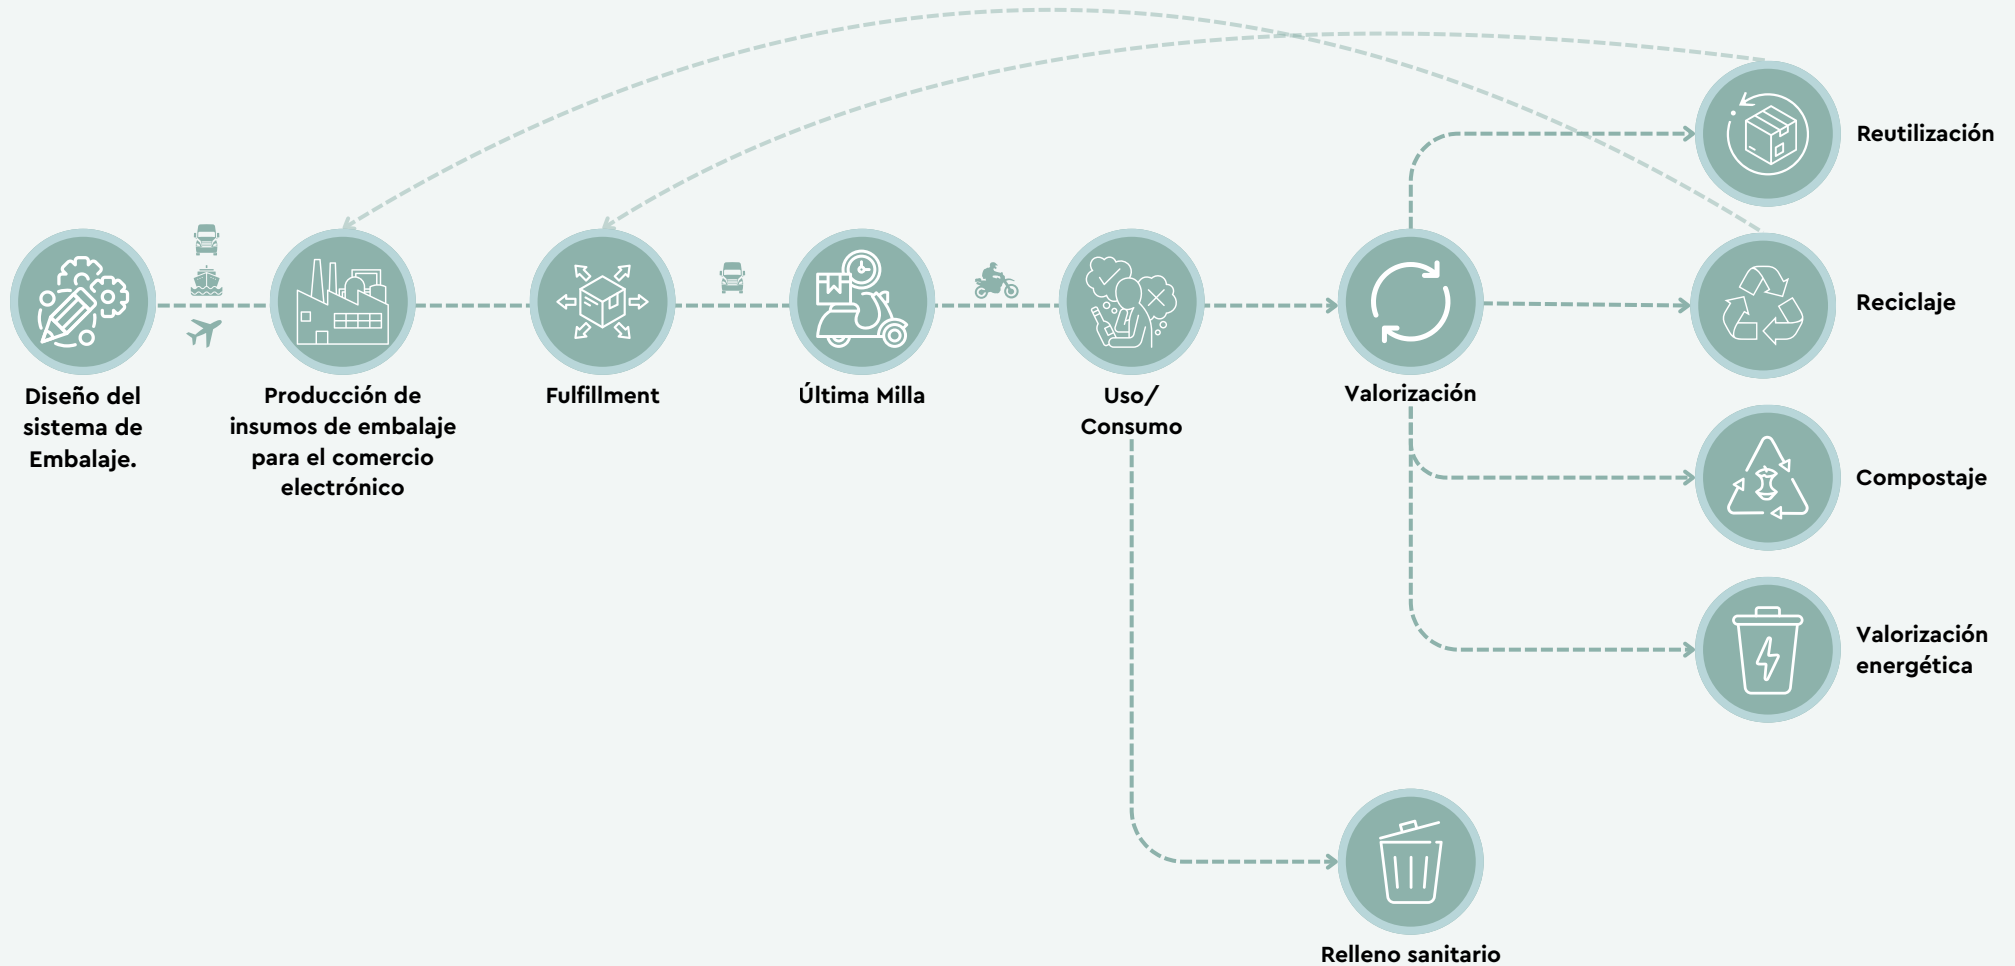 Reutilización
Reciclaje
Diseño del
sistema de
Embalaje.
Producción de
insumos de embalaje
para el comercio
electrónico
Fulfillment
Última Milla
Uso/
Consumo
Valorización
Compostaje
Valorización
energética
Relleno sanitario